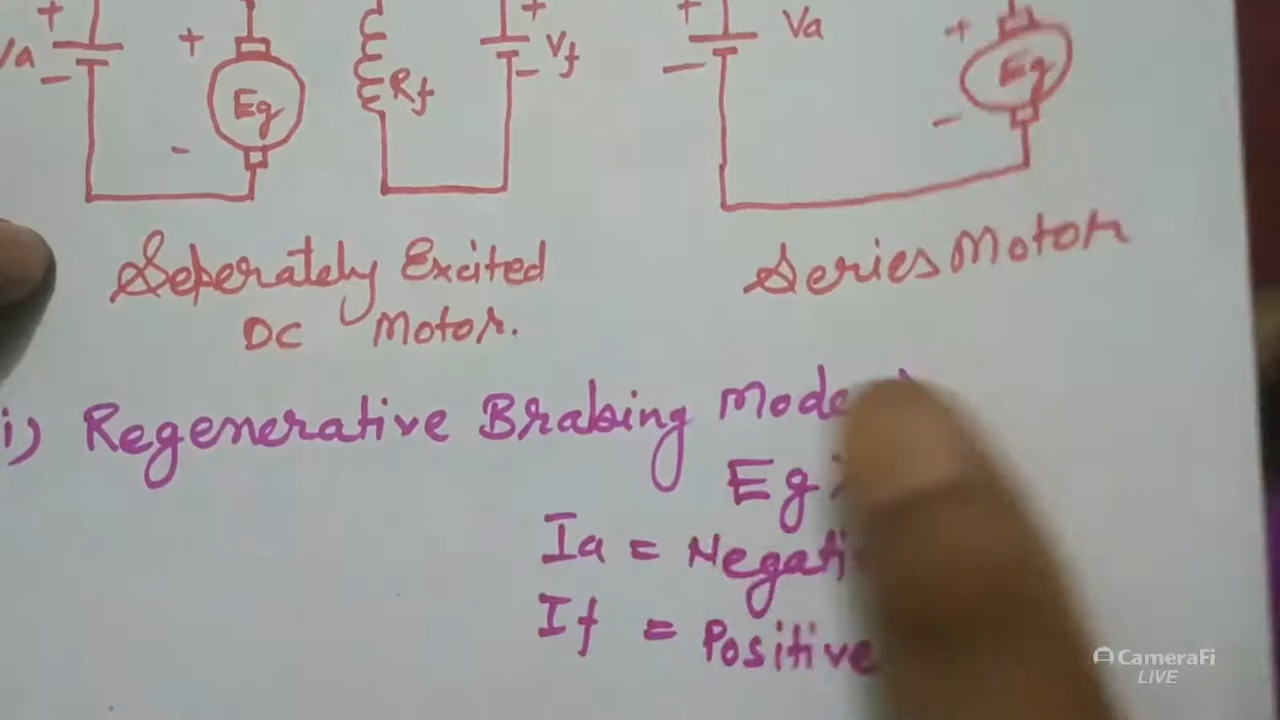 + + + Va
Va + Vf +
- Eg Rf - - Eg
- -
Seperately Excited
DC Motor.
Series Motor
i) Regenerative Braking Mode
Eg
Ia = Negati
If = Positive
CameraFi
LIVE